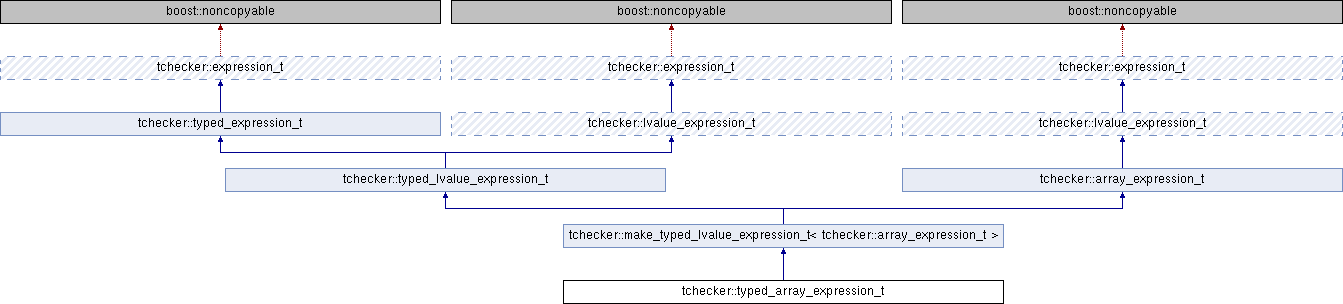 boost::noncopyable boost::noncopyable boost::noncopyable
tchecker::expression_t tchecker::expression_t tchecker::expression_t
tchecker::typed_expression_t tchecker::lvalue_expression_t tchecker::lvalue_expression_t
tchecker::typed_lvalue_expression_t tchecker::array_expression_t
tchecker::make_typed_lvalue_expression_t< tchecker::array_expression_t >
tchecker::typed_array_expression_t